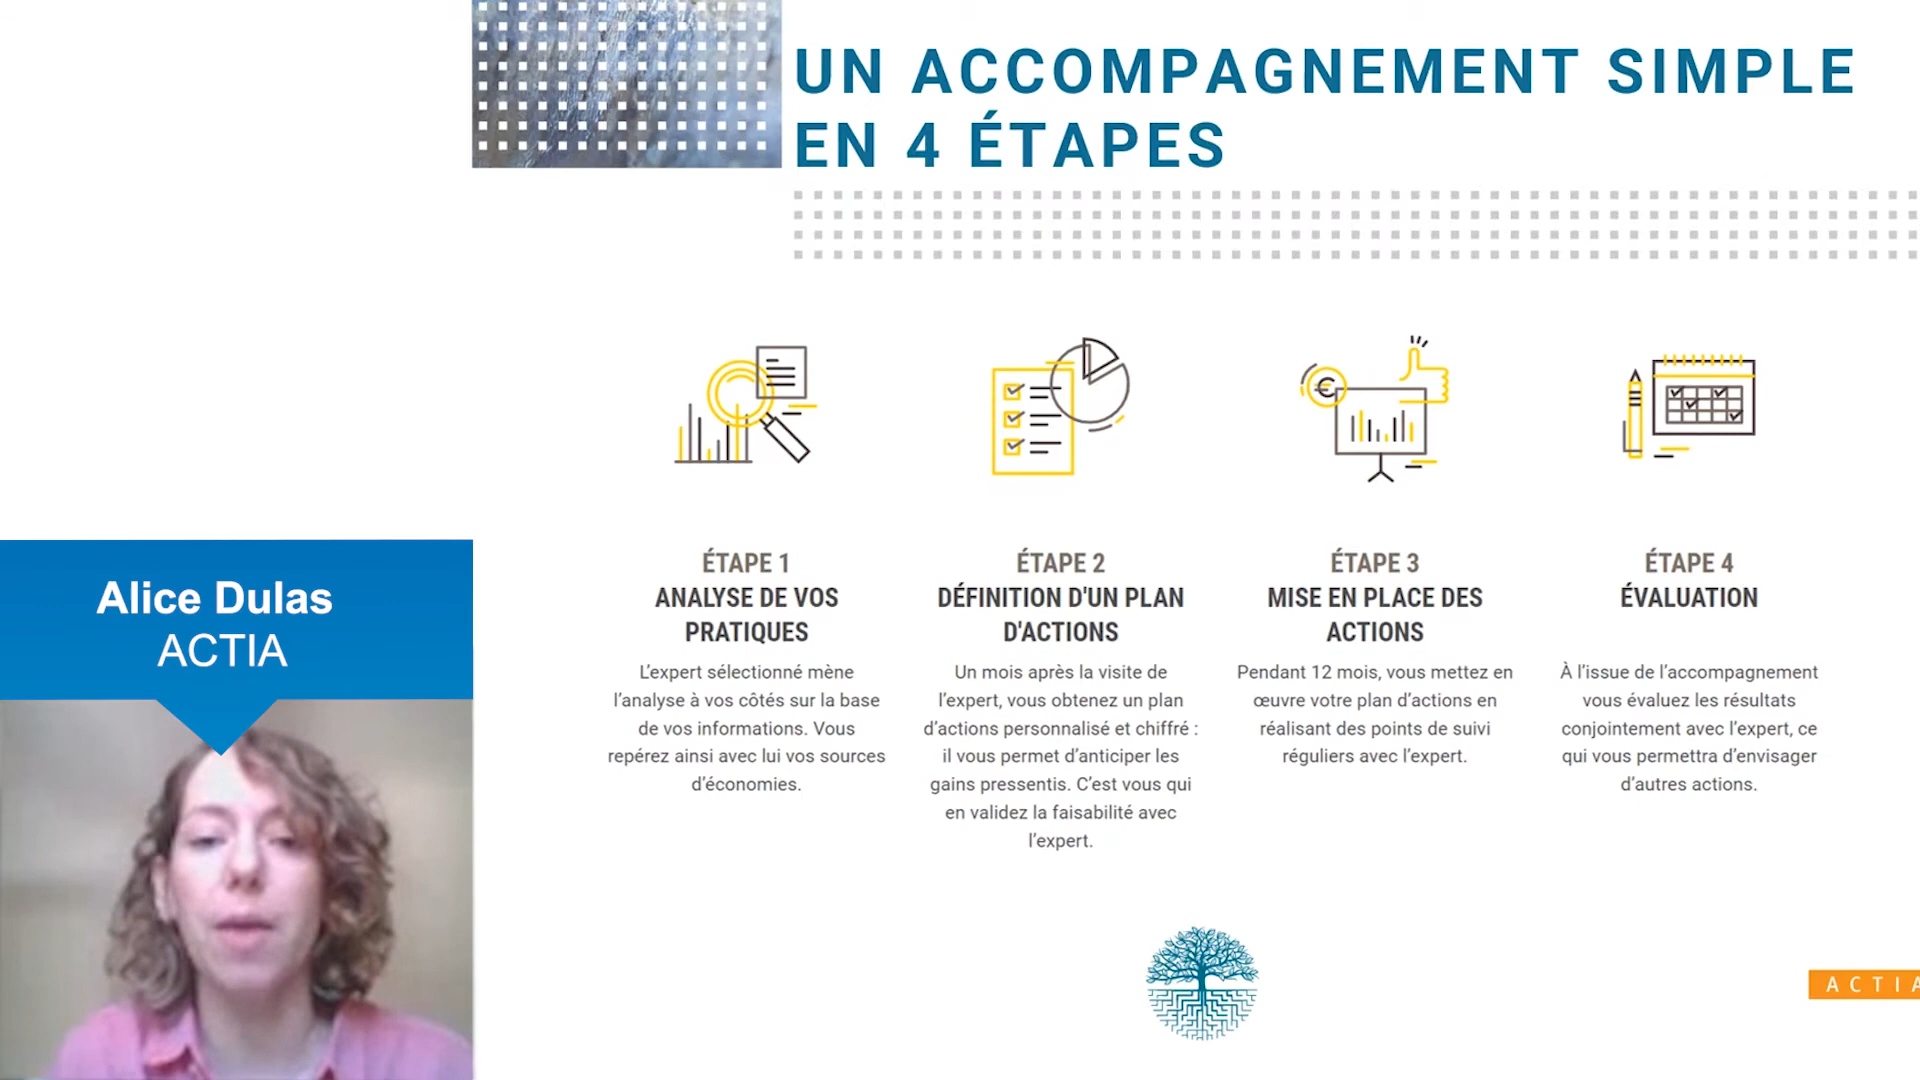 UN ACCOMPAGNEMENT SIMPLE
EN 4 ÉTAPES
Alice Dulas
ACTIA
ÉTAPE 1
ANALYSE DE VOS
PRATIQUES
L’expert sélectionné mène
l’analyse à vos côtés sur la base
de vos informations. Vous
repérez ainsi avec lui vos sources
d’économies.
ÉTAPE 2
DÉFINITION D'UN PLAN
D'ACTIONS
Un mois après la visite de
l’expert, vous obtenez un plan
d’actions personnalisé et chiffré :
il vous permet d’anticiper les
gains pressentis. C’est vous qui
en validez la faisabilité avec
l’expert.
ÉTAPE 3
MISE EN PLACE DES
ACTIONS
Pendant 12 mois, vous mettez en
œuvre votre plan d’actions en
réalisant des points de suivi
réguliers avec l’expert.
ÉTAPE 4
ÉVALUATION
À l’issue de l’accompagnement
vous évaluez les résultats
conjointement avec l’expert, ce
qui vous permettra d’envisager
d’autres actions.
ACTIA